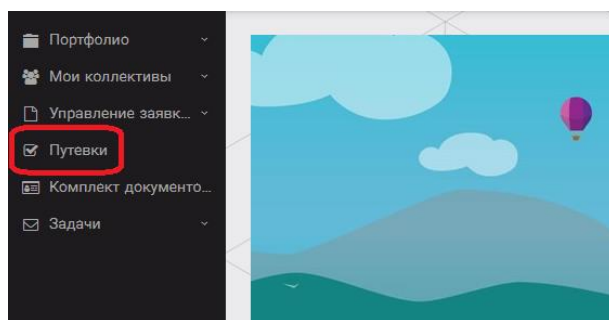 Портфолио
Мои коллективы
Управление заявк...
Путевки
Комплект документо...
Задачи